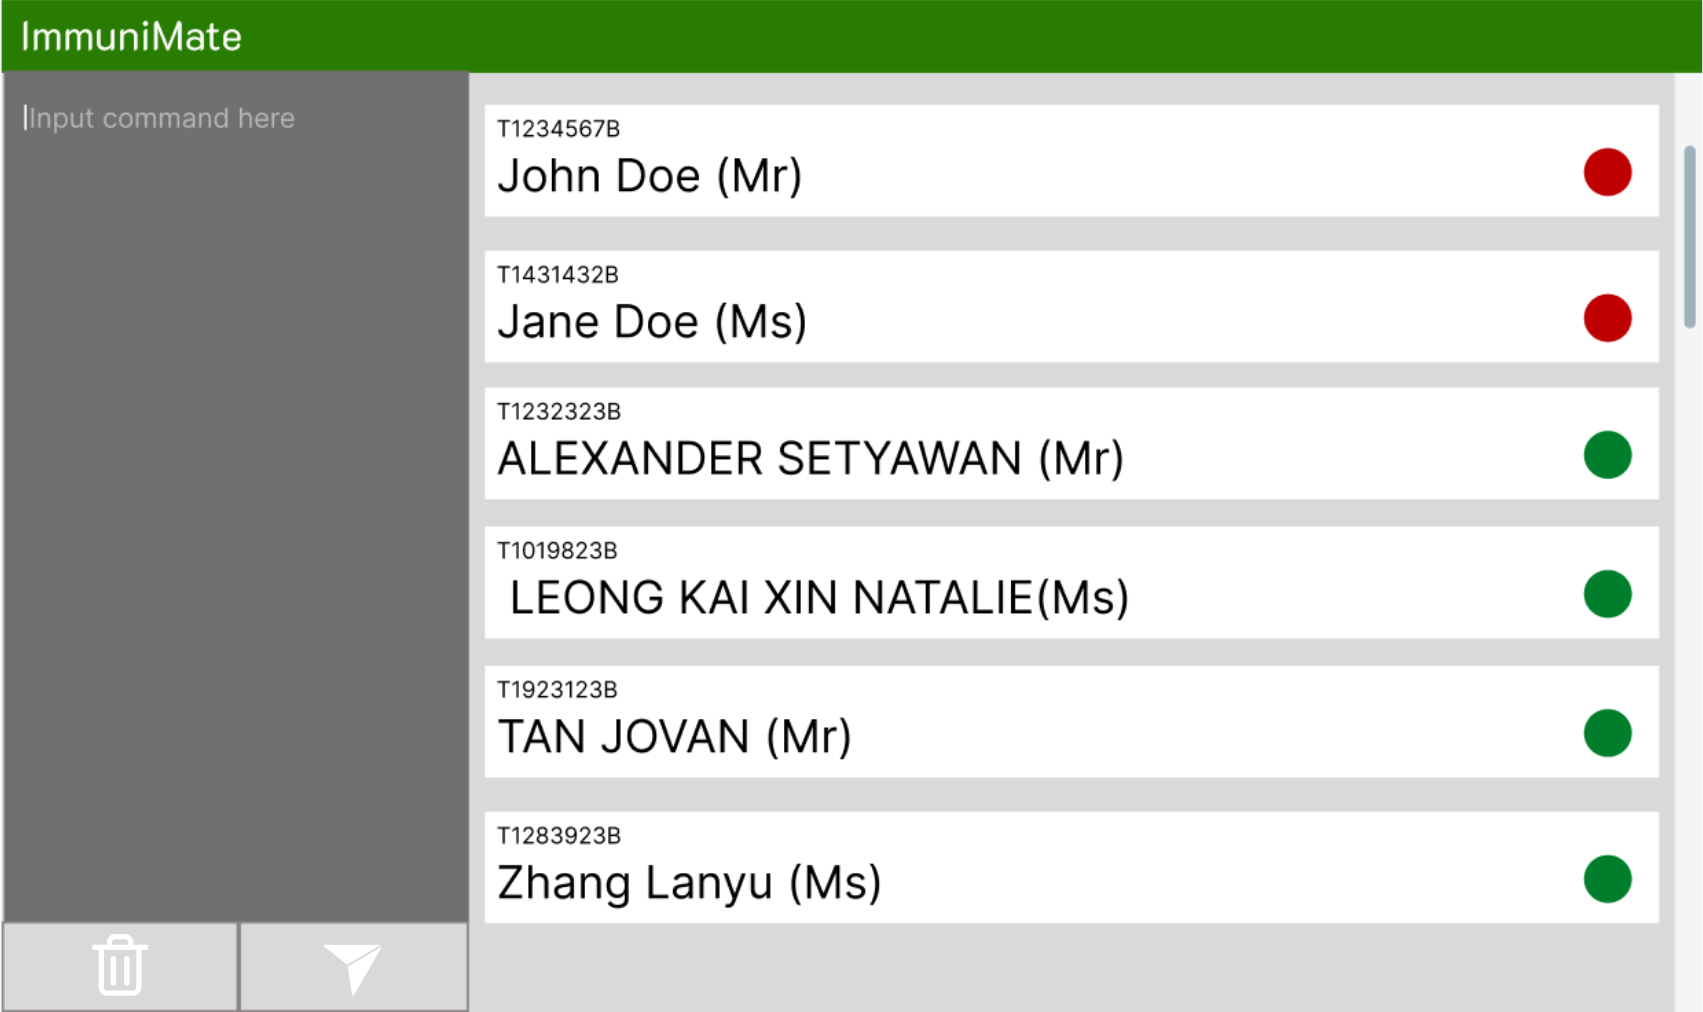 ImmuniMate
Input command here
T1234567B
John Doe (Mr)
T1431432B
Jane Doe (Ms)
T1232323B
ALEXANDER SETYAWAN (Mr)
T1019823B
LEONG KAI XIN NATALIE(Ms)
T1923123B
TAN JOVAN (Mr)
T1283923B
Zhang Lanyu (Ms)